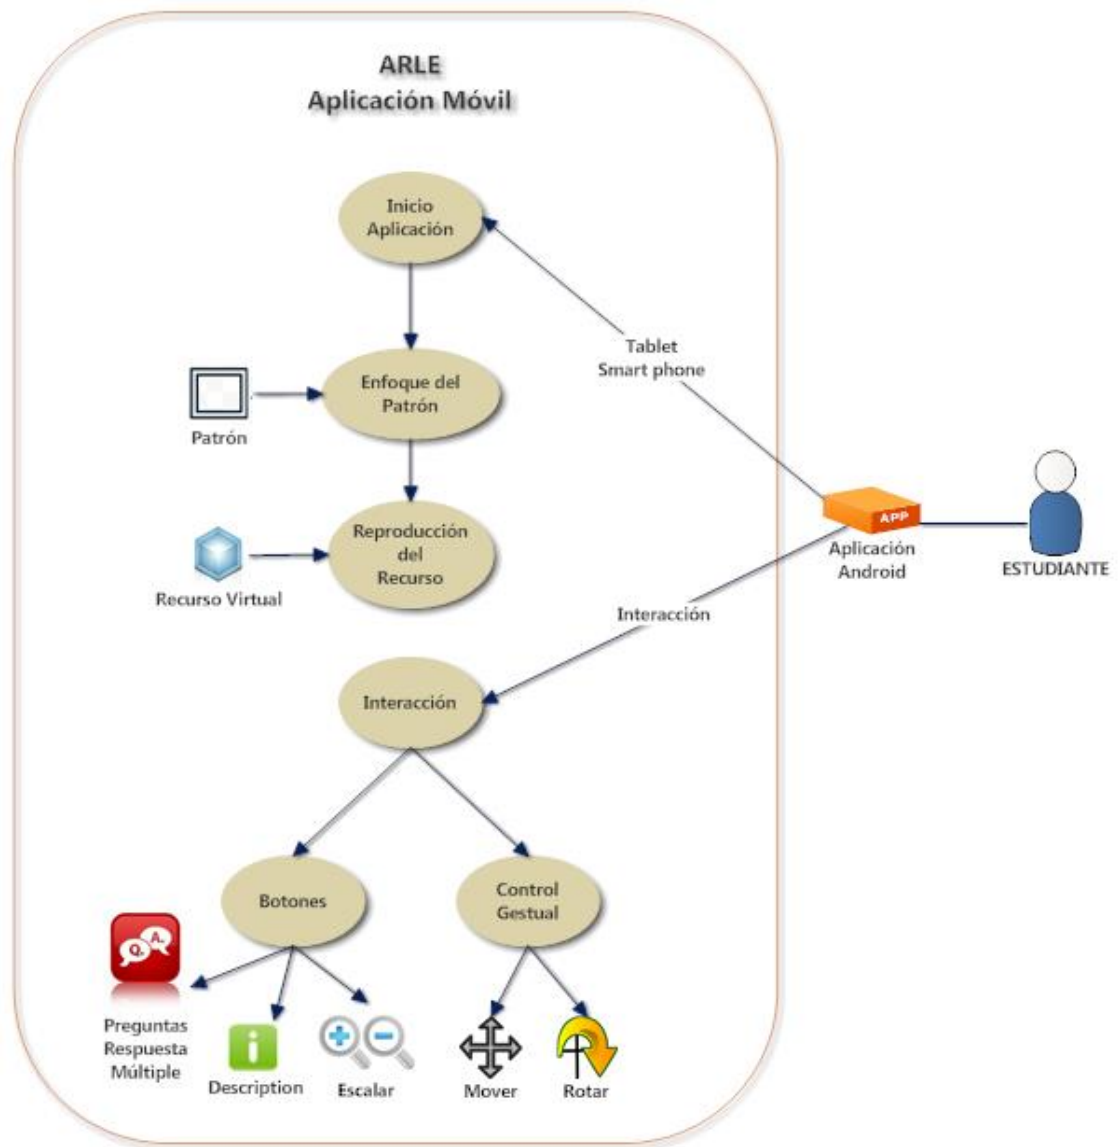 ARLE
Aplicación Móvil
Inicio
Aplicación
Tablet
Smart phone
Enfoque del
Patrón
Patrón
APP
Aplicación
Android
ESTUDIANTE
Reproducción
del
Recurso
Recurso Virtual
Interacción
Interacción
Botones
Control
Gestual
Q.
A.
Preguntas
Respuesta
Múltiple
i
Description
Escalar
Mover
Rotar